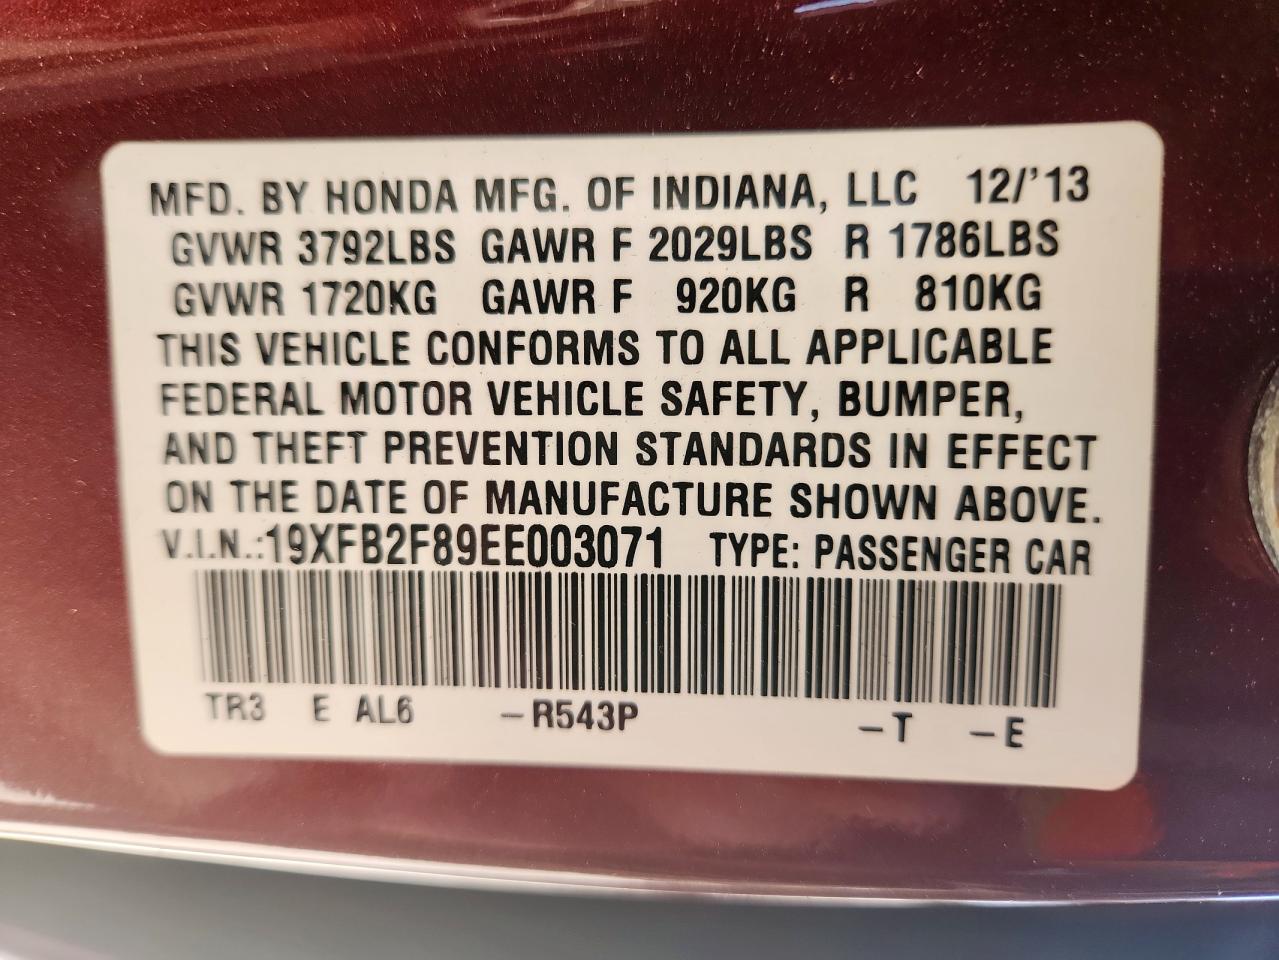 MFD. BY HONDA MFG. OF INDIANA, LLC 12/'13
GVWR 3792LBS GAWR F 2029LBS R 1786LBS
GVWR 1720KG GAWR F 920KG R 810KG
THIS VEHICLE CONFORMS TO ALL APPLICABLE
FEDERAL MOTOR VEHICLE SAFETY, BUMPER,
AND THEFT PREVENTION STANDARDS IN EFFECT
ON THE DATE OF MANUFACTURE SHOWN ABOVE.
V.I.N.:19XFB2F89EE003071 TYPE: PASSENGER CAR
TR3 E AL6 –R543P –T –E